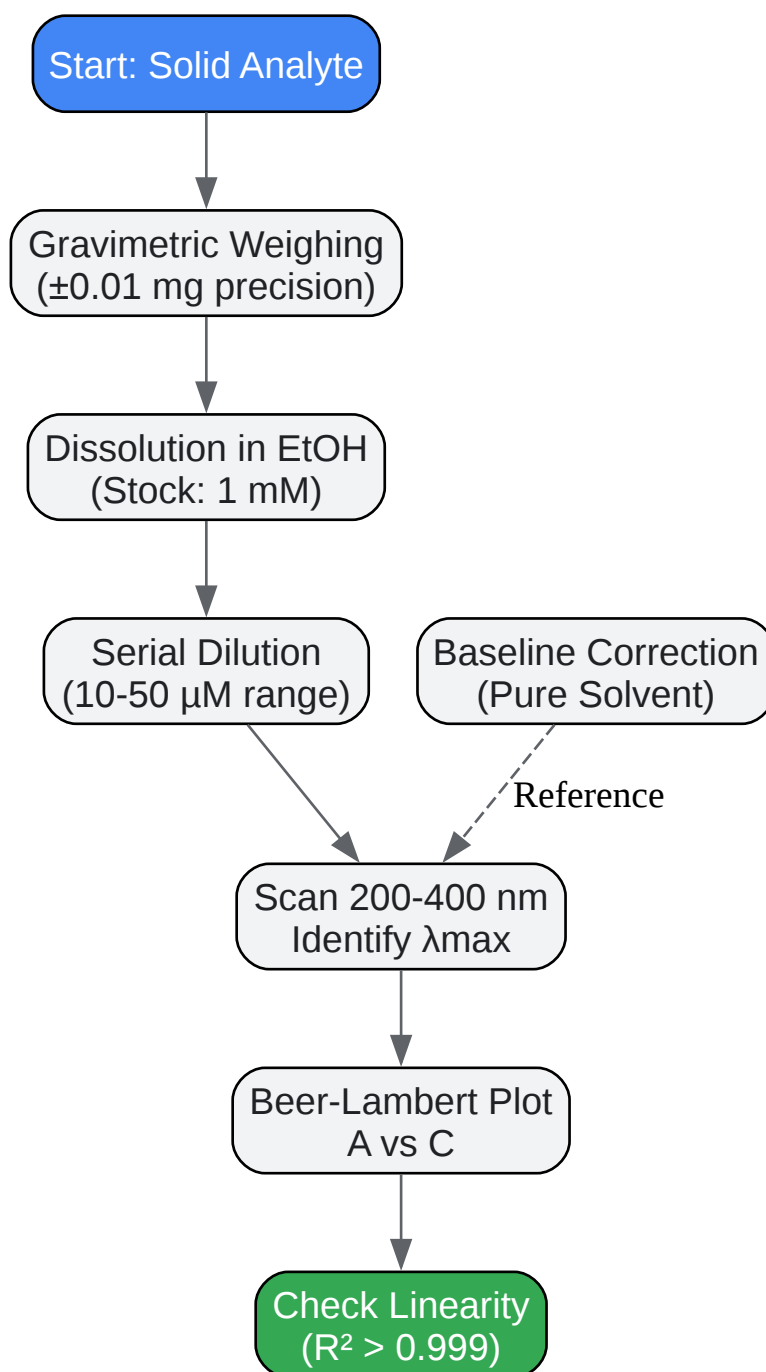 Start: Solid Analyte
Gravimetric Weighing
(±0.01 mg precision)
Dissolution in EtOH
(Stock: 1 mM)
Serial Dilution
(10-50 µM range)
Baseline Correction
(Pure Solvent)
Reference
Scan 200-400 nm
Identify λmax
Beer-Lambert Plot
A vs C
Check Linearity
(R² > 0.999)